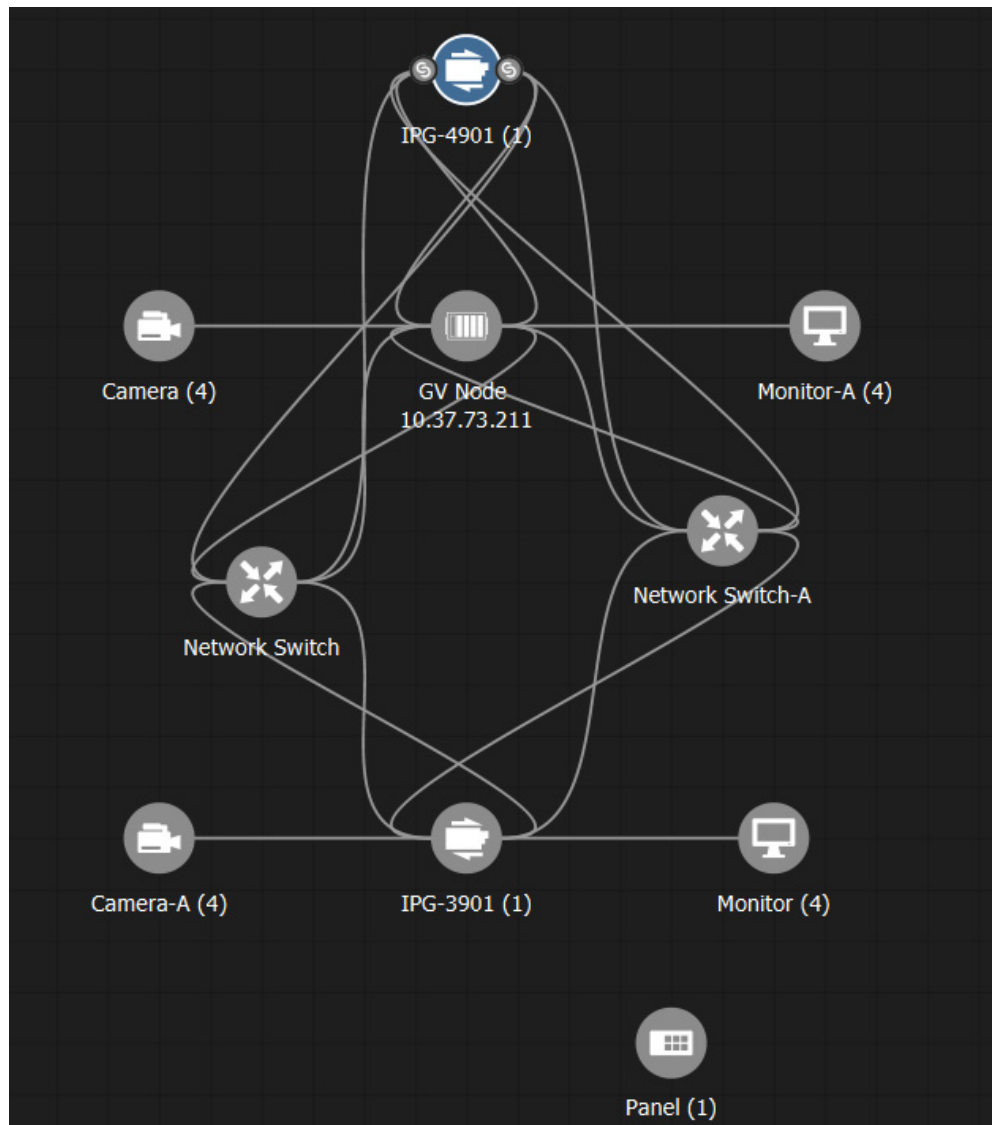 IPG-4901 (1)
Camera (4)
GV Node
10.37.73.211
Monitor-A (4)
Network Switch-A
Network Switch
Camera-A (4)
IPG-3901 (1)
Monitor (4)
Panel (1)